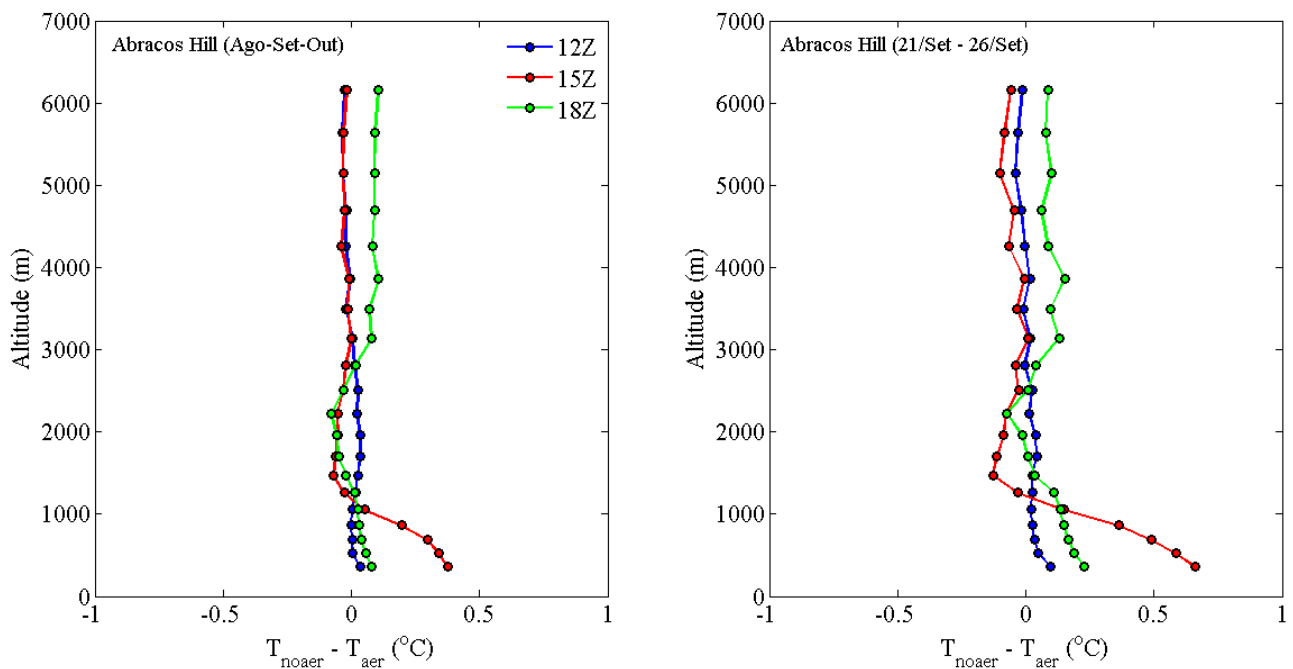 Abracos Hill (Ago-Set-Out)
12Z
15Z
18Z
7000
6000
5000
4000
3000
2000
1000
0
Altitude (m)
-1
-0.5
0
0.5
1
T_noaer - T_aer (°C)
Abracos Hill (21/Set - 26/Set)
7000
6000
5000
4000
3000
2000
1000
0
Altitude (m)
-1
-0.5
0
0.5
1
T_noaer - T_aer (°C)